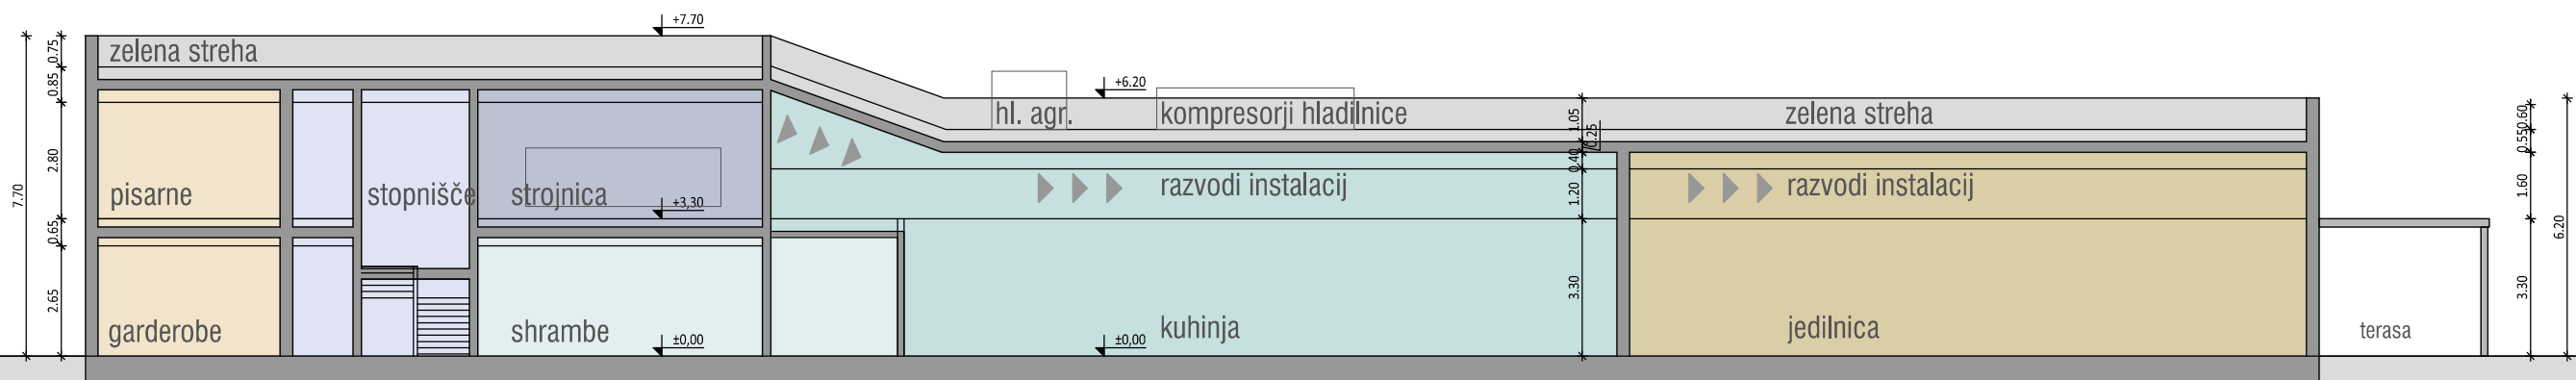 +7.70
zelena streha
0.75
0.85
+6.20
hl. agr.
kompresorji hladilnice
zelena streha
1.05
0.25
0.60
0.55
0.40
2.80
7.70
pisarne
stopnišče
strojnica
+3,30
razvodi instalacij
1.20
razvodi instalacij
1.60
6.20
0.65
2.65
3.30
3.30
garderobe
shrambe
±0,00
±0,00
kuhinja
jedilnica
terasa